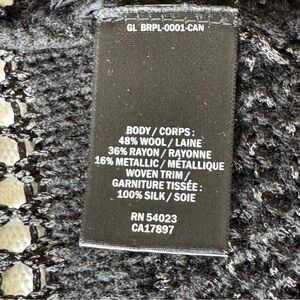 GL BRPL-0001-CAN
BODY / CORPS :
48% WOOL / LAINE
36% RAYON / RAYONNE
16% METALLIC / MÉTALLIQUE
WOVEN TRIM /
GARNITURE TISSÉE :
100% SILK / SOIE
RN 54023
CA17897